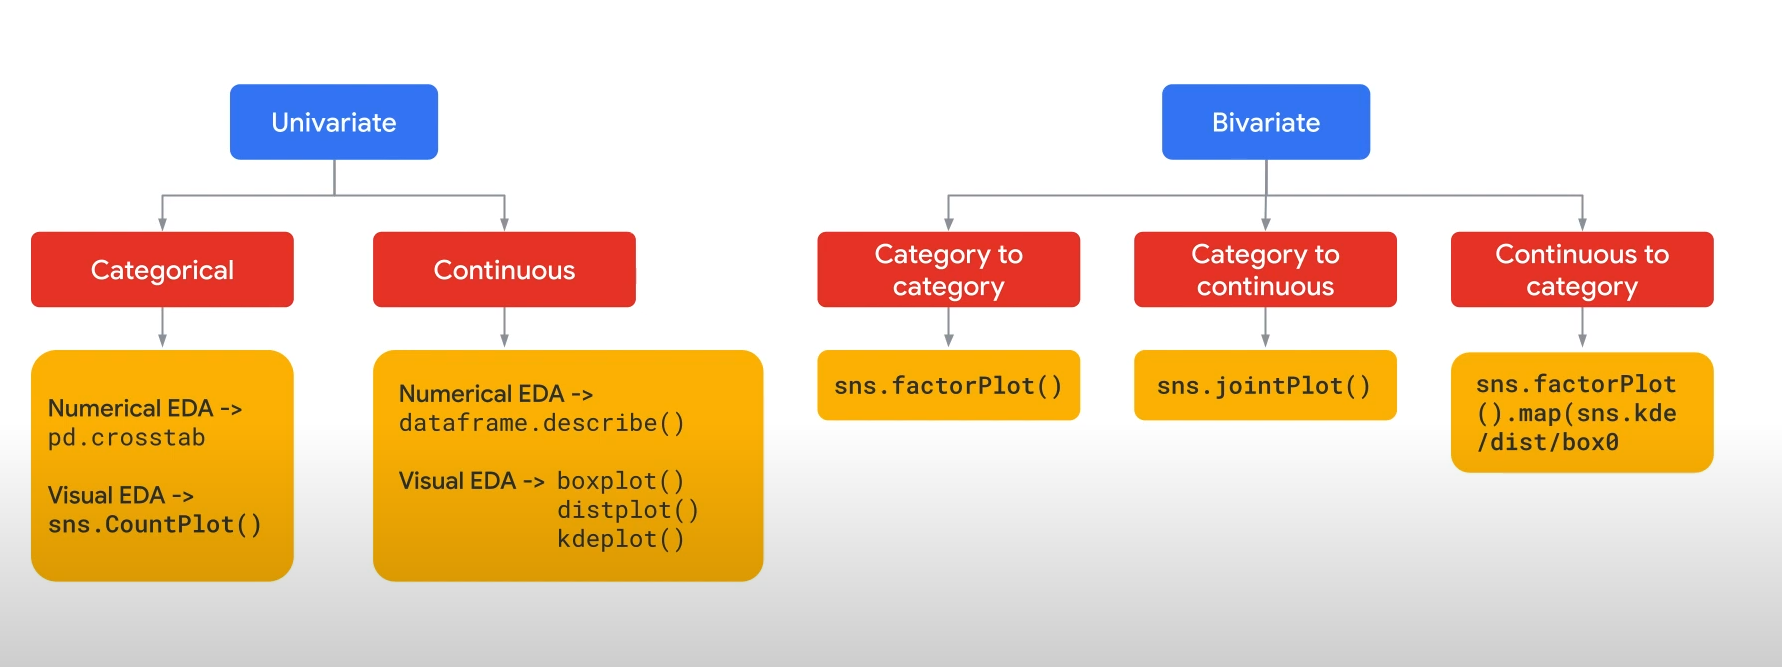 Univariate
Categorical
Numerical EDA ->
pd.crosstab
Visual EDA ->
sns.CountPlot()
Continuous
Numerical EDA ->
dataframe.describe()
Visual EDA -> boxplot()
distplot()
kdeplot()
Bivariate
Category to
category
sns.factorPlot()
Category to
continuous
sns.jointPlot()
Continuous to
category
sns.factorPlot
().map(sns.kde
/dist/box0